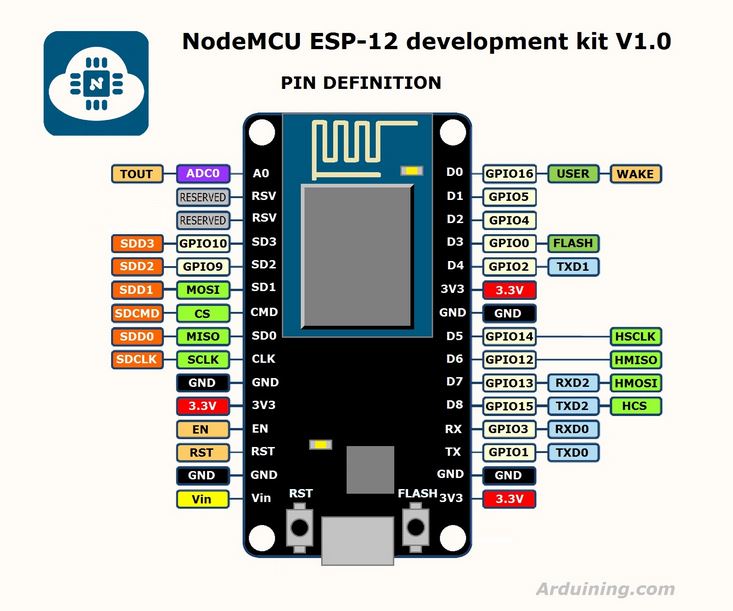 NodeMCU ESP-12 development kit V1.0
PIN DEFINITION
TOUT ADC0 A0 D0 GPIO16 USER WAKE
RESERVED RSV D1 GPIO5
RESERVED RSV D2 GPIO4
SDD3 GPIO10 SD3 D3 GPIO0 FLASH
SDD2 GPIO9 SD2 D4 GPIO2 TXD1
SDD1 MOSI SD1 3V3 3.3V
SDCMD CS CMD GND GND
SDD0 MISO SD0 D5 GPIO14 HSCLK
SDCLK SCLK CLK D6 GPIO12 HMISO
GND GND D7 GPIO13 RXD2 HMOSI
3.3V 3V3 D8 GPIO15 TXD2 HCS
EN EN RX GPIO3 RXD0
RST RST TX GPIO1 TXD0
GND GND GND GND
Vin Vin RST FLASH 3V3 3.3V
Arduining.com